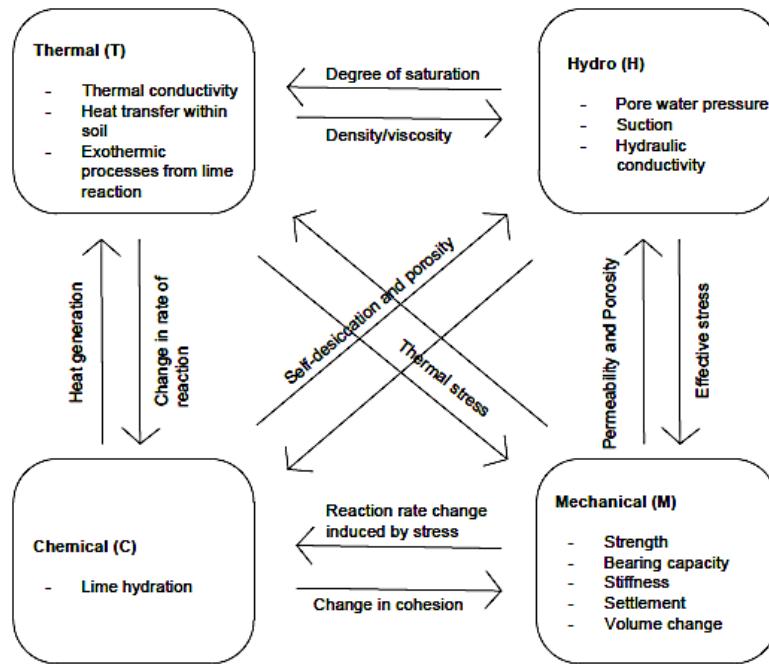 Thermal (T)
- Thermal conductivity
- Heat transfer within
soil
- Exothermic
processes from lime
reaction
Degree of saturation
Density/viscosity
Hydro (H)
- Pore water pressure
- Suction
- Hydraulic
conductivity
Heat generation
Change in rate of
reaction
Self-desiccation and porosity
Thermal stress
Permeability and Porosity
Effective stress
Chemical (C)
- Lime hydration
Reaction rate change
induced by stress
Change in cohesion
Mechanical (M)
- Strength
- Bearing capacity
- Stiffness
- Settlement
- Volume change